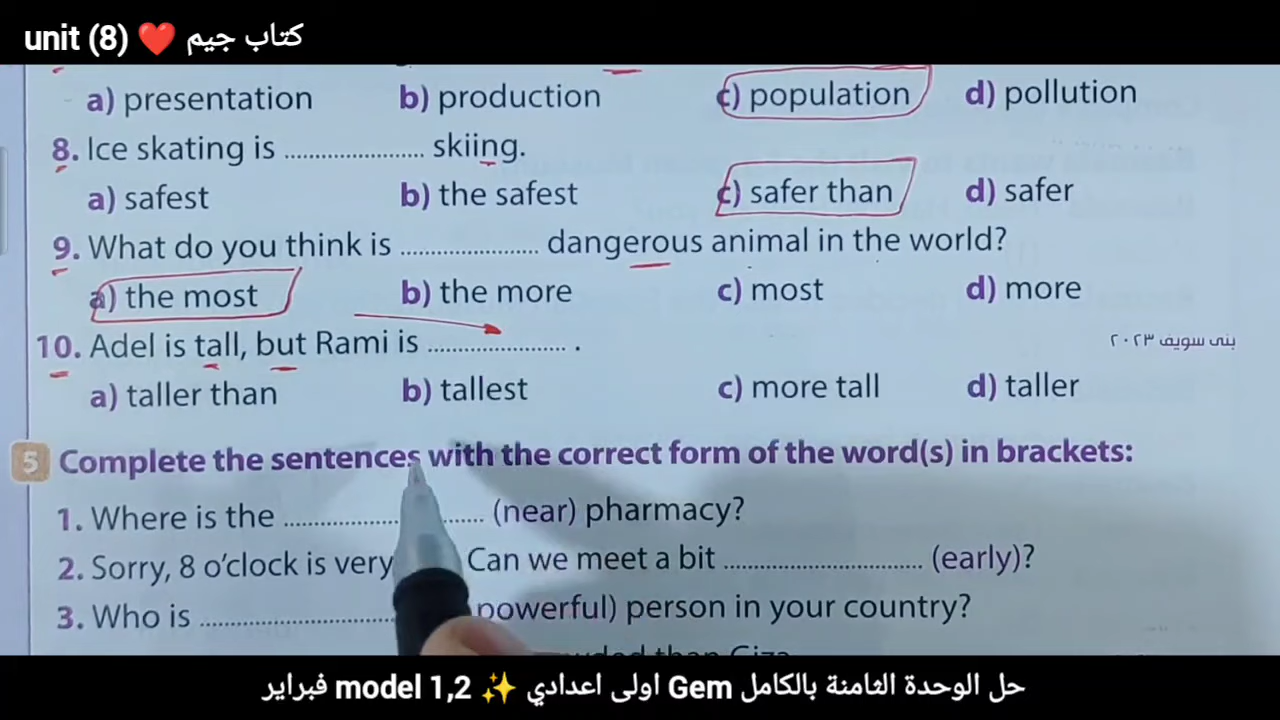 unit (8) ❤️ كتاب جيم
a) presentation b) production c) population d) pollution
8. Ice skating is ........................ skiing.
a) safest b) the safest c) safer than d) safer
9. What do you think is ........................ dangerous animal in the world?
a) the most b) the more c) most d) more
10. Adel is tall, but Rami is ........................ . بنى سويف ٢٠٢٣
a) taller than b) tallest c) more tall d) taller
5 Complete the sentences with the correct form of the word(s) in brackets:
1. Where is the ........................ (near) pharmacy?
2. Sorry, 8 o'clock is very Can we meet a bit ........................ (early)?
3. Who is ........................ powerful) person in your country?
than Giza
حل الوحدة الثامنة بالكامل Gem اولى اعدادي ✨ model 1,2 فبراير